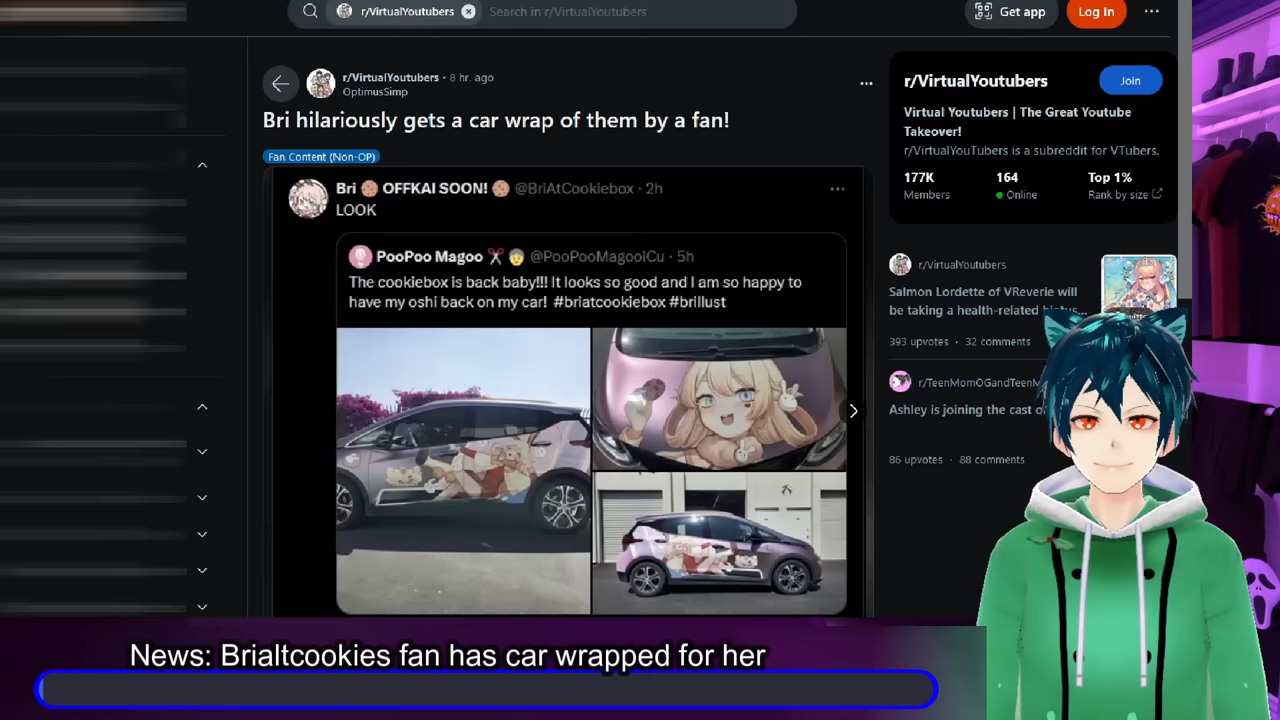 r/VirtualYoutubers
Search in r/VirtualYoutubers
Get app
Log In
r/VirtualYoutubers · 8 hr. ago
OptimusSimp
Bri hilariously gets a car wrap of them by a fan!
Fan Content (Non-OP)
Bri 🍪 OFFKAI SOON! 🍪 @BriAtCookiebox · 2h
LOOK
PooPoo Magoo @PooPooMagooICu · 5h
The cookiebox is back baby!!! It looks so good and I am so happy to
have my oshi back on my car! #briatcookiebox #brillust
r/VirtualYoutubers
Join
Virtual Youtubers | The Great Youtube
Takeover!
r/VirtualYouTubers is a subreddit for VTubers.
177K
164
Top 1%
Members
Online
Rank by size
r/VirtualYoutubers
Salmon Lordette of VReverie will
be taking a health-related
393 upvotes · 32 comments
r/TeenMomOGandTeenM
Ashley is joining the cast
86 upvotes · 88 comments
News: Brialtcookies fan has car wrapped for her